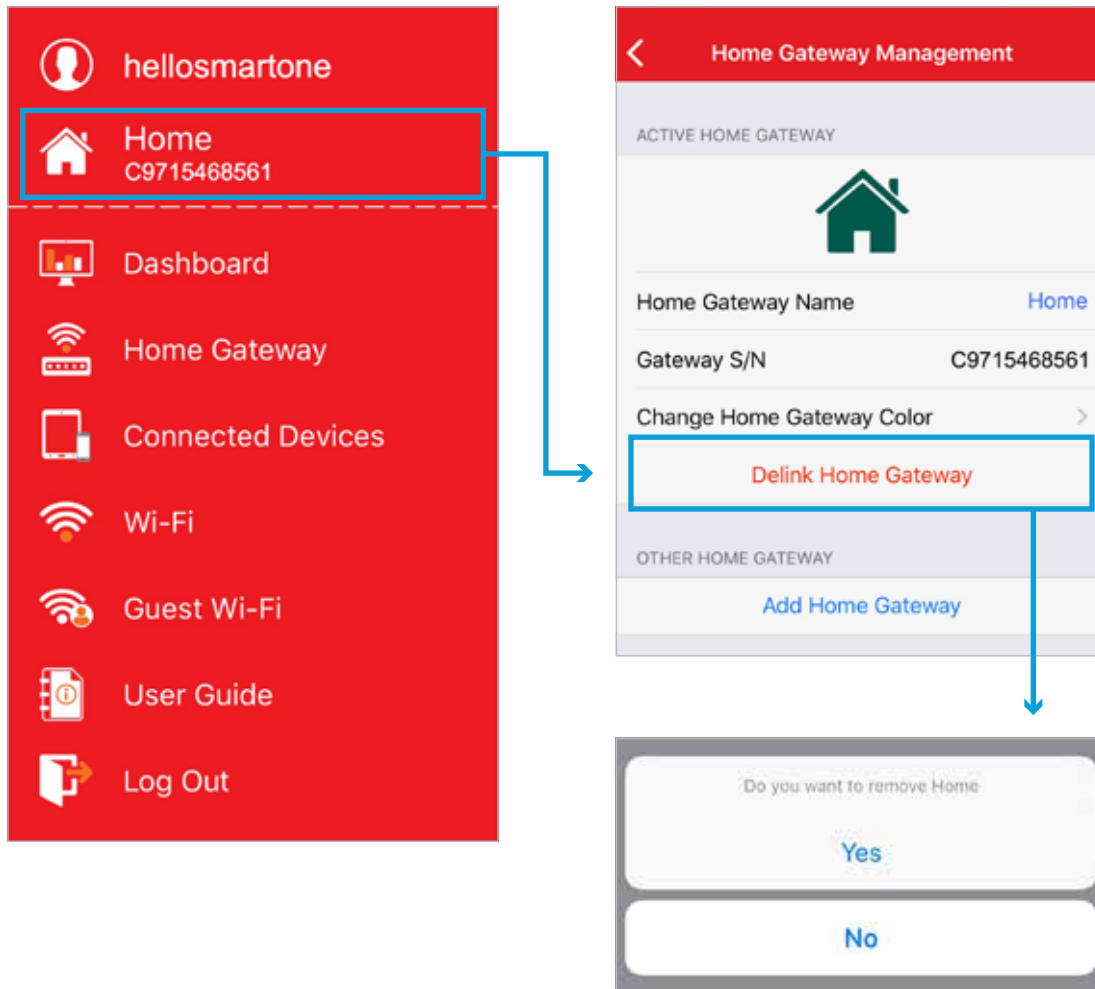 hellosmartone
Home
C9715468561
Dashboard
Home Gateway
Connected Devices
Wi-Fi
Guest Wi-Fi
User Guide
Log Out
Home Gateway Management
ACTIVE HOME GATEWAY
Home Gateway Name Home
Gateway S/N C9715468561
Change Home Gateway Color
Delink Home Gateway
OTHER HOME GATEWAY
Add Home Gateway
Do you want to remove Home
Yes
No